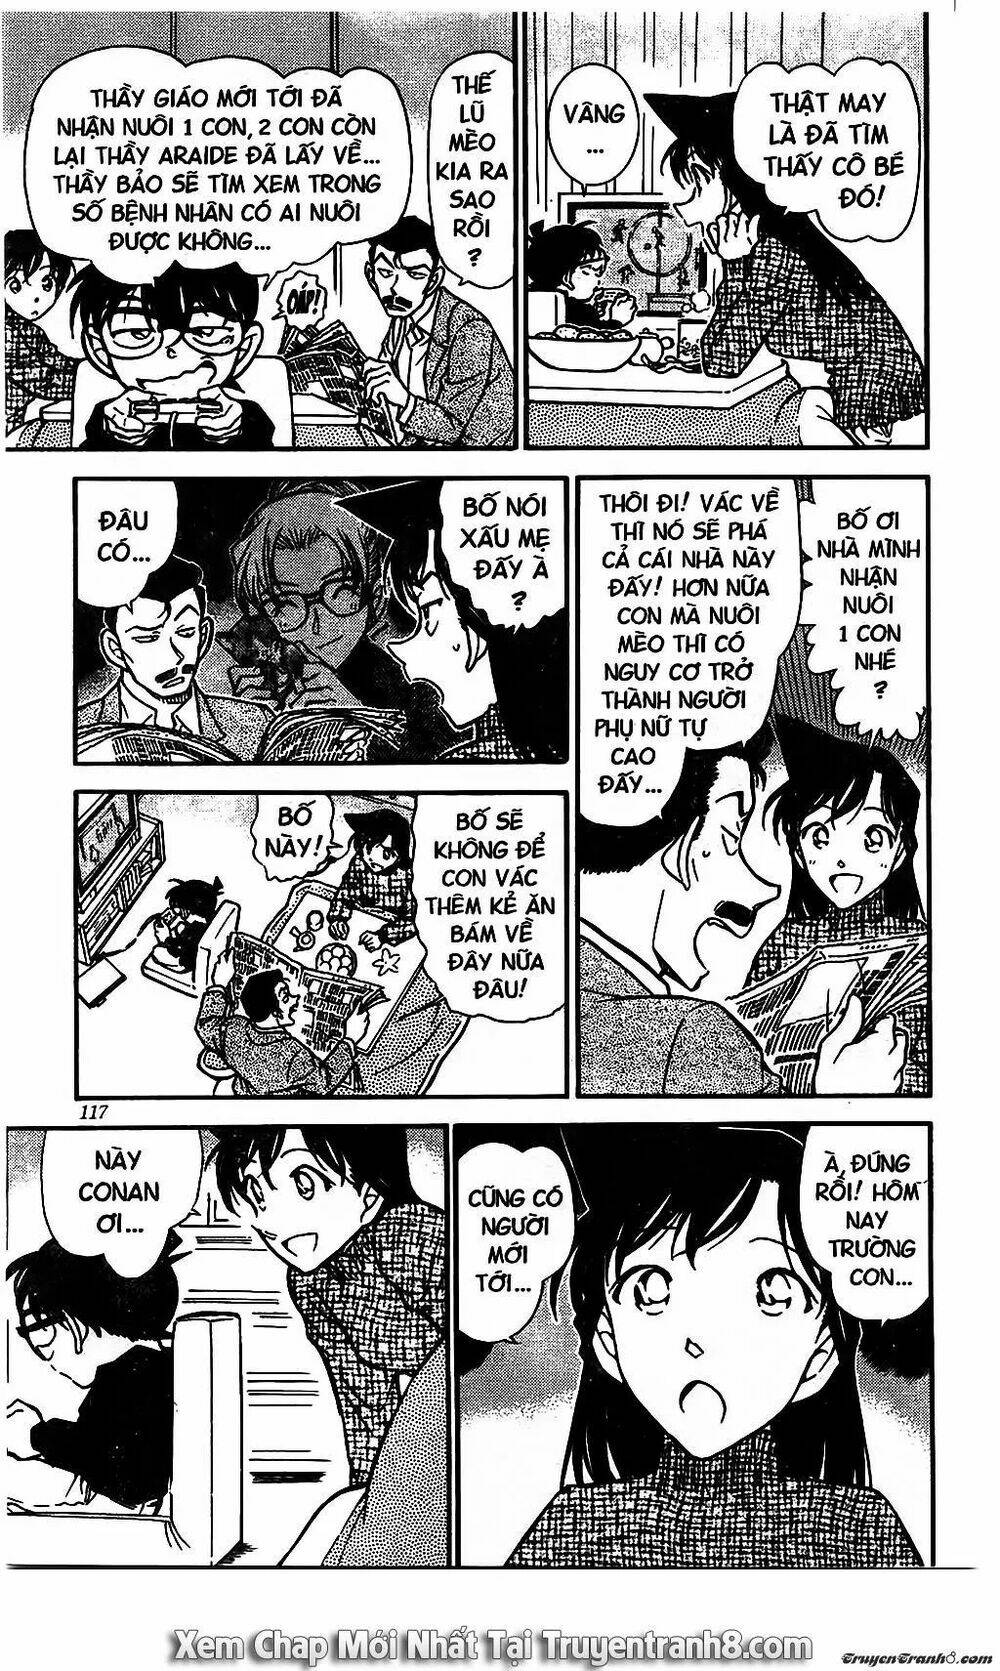 THẬT MAY
LÀ ĐÃ TÌM
THẤY CÔ BÉ
ĐÓ!
VÂNG
...
THẾ
LŨ
MÈO
KIA RA
SAO RỒI
?
THẦY GIÁO MỚI TỚI ĐÃ
NHẬN NUÔI 1 CON, 2 CON CÒN
LẠI THẦY ARAIDE ĐÃ LẤY VỀ...
THẦY BẢO SẼ TÌM XEM TRONG
SỐ BỆNH NHÂN CÓ AI NUÔI
ĐƯỢC KHÔNG...
OÁP!
BỐ ƠI
NHÀ MÌNH
NHẬN
NUÔI
1 CON
NHÉ
?
THÔI ĐI! VÁC VỀ
THÌ NÓ SẼ PHÁ
CẢ CÁI NHÀ NÀY
ĐẤY! HƠN NỮA
CON MÀ NUÔI
MÈO THÌ CÓ
NGUY CƠ TRỞ
THÀNH NGƯỜI
PHỤ NỮ TỰ
CAO
ĐẤY...
BỐ NÓI
XẤU MẸ
ĐẤY À
?
ĐÂU
CÓ...
BỐ SẼ
KHÔNG ĐỂ
CON VÁC
THÊM KẺ ĂN
BÁM VỀ
ĐÂY NỮA
ĐÂU!
BỐ
NÀY!
117
À, ĐÚNG
RỒI! HÔM
NAY
TRƯỜNG
CON...
CŨNG CÓ
NGƯỜI
MỚI
TỚI...
NÀY
CONAN
ƠI...
Xem Chap Mới Nhất Tại Truyentranh8.com
TruyenTranh8.com